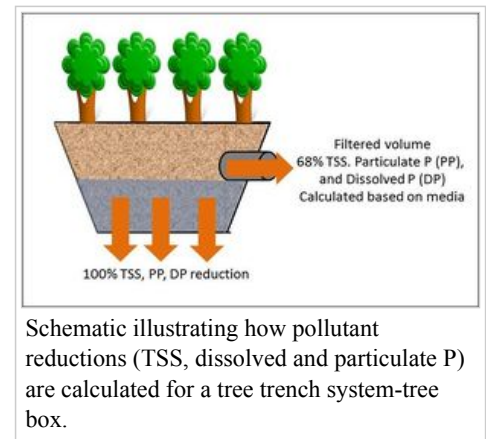 Filtered volume
68% TSS. Particulate P (PP),
and Dissolved P (DP)
Calculated based on media
100% TSS, PP, DP reduction
Schematic illustrating how pollutant
reductions (TSS, dissolved and particulate P)
are calculated for a tree trench system-tree
box.